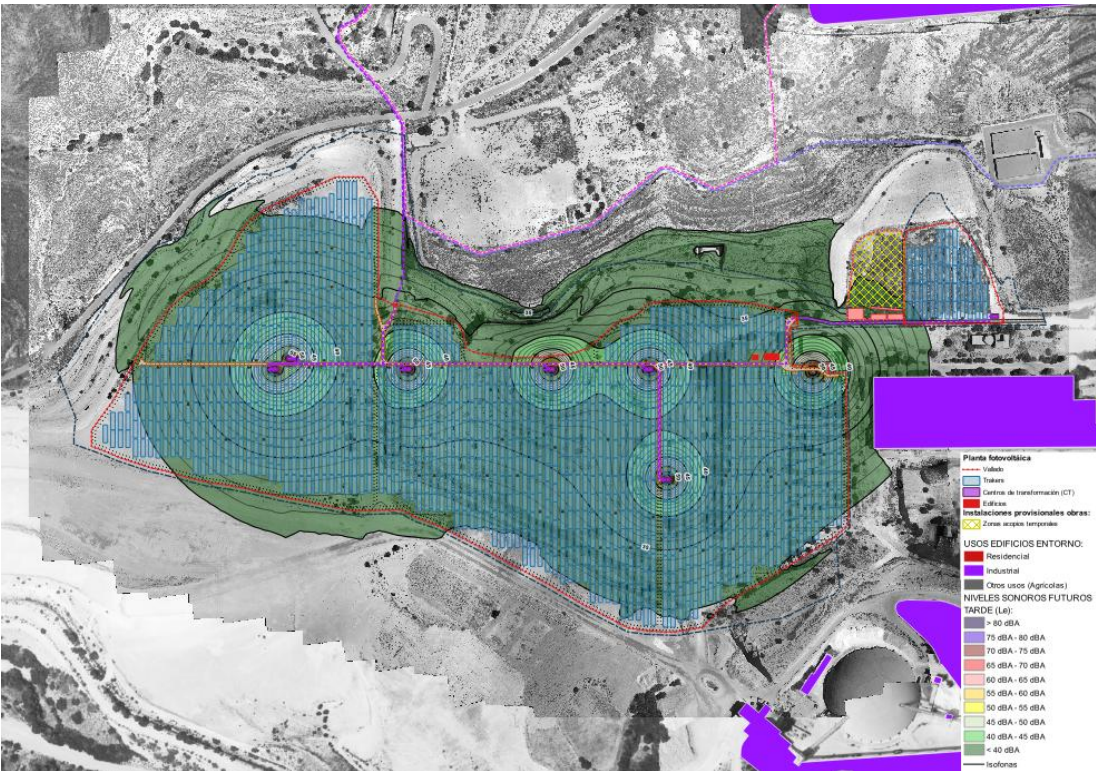 Planta fotovoltáica
Vallado
Trakers
Centros de transformación (CT)
Edificios
Instalaciones provisionales obras:
Zonas acopios temporales
USOS EDIFICIOS ENTORNO:
Residencial
Industrial
Otros usos (Agrícolas)
NIVELES SONOROS FUTUROS
TARDE (Le):
> 80 dBA
75 dBA - 80 dBA
70 dBA - 75 dBA
65 dBA - 70 dBA
60 dBA - 65 dBA
55 dBA - 60 dBA
50 dBA - 55 dBA
45 dBA - 50 dBA
40 dBA - 45 dBA
< 40 dBA
Isofonas